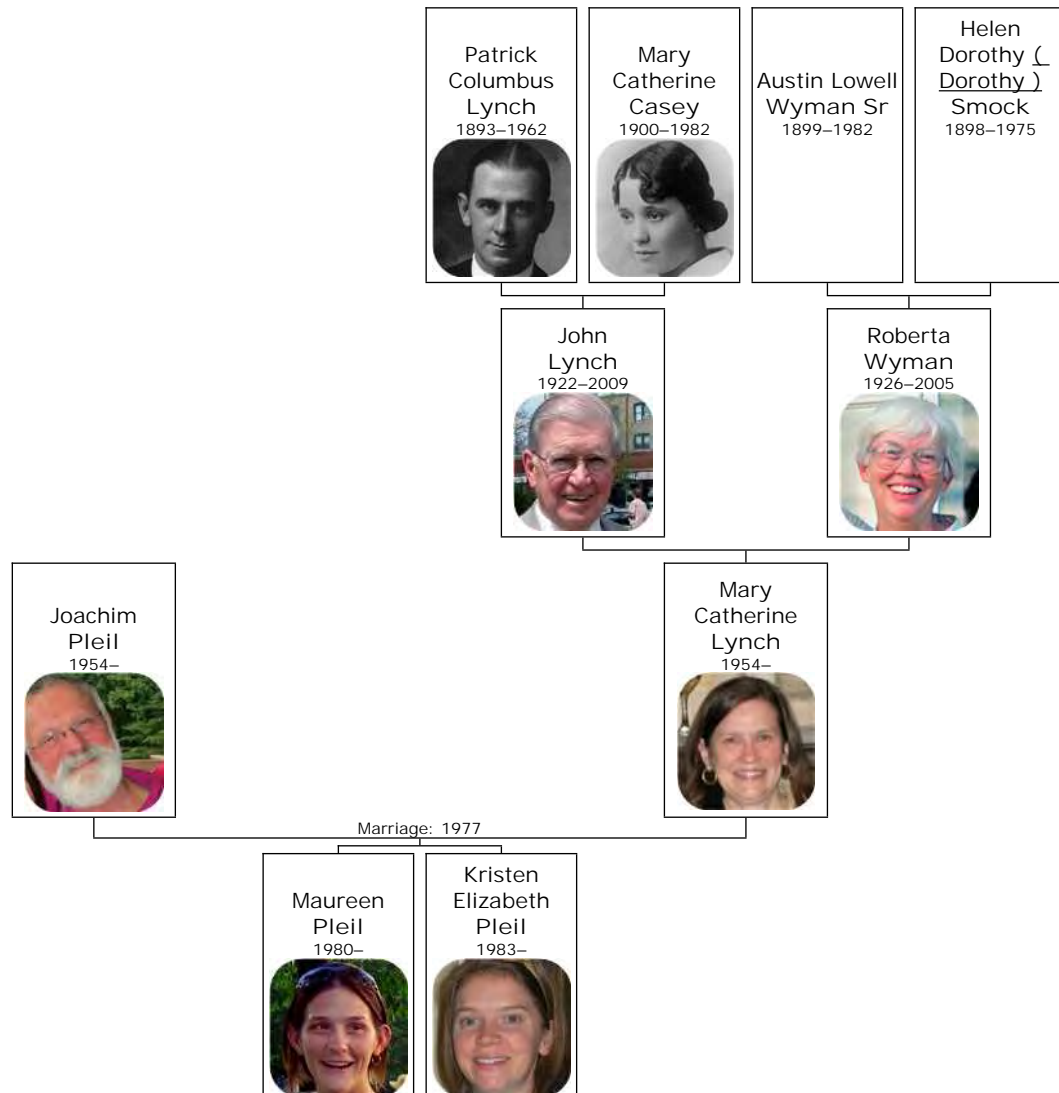 Patrick
Columbus
Lynch
1893–1962
Mary
Catherine
Casey
1900–1982
Austin Lowell
Wyman Sr
1899–1982
Helen
Dorothy (
Dorothy )
Smock
1898–1975
John
Lynch
1922–2009
Roberta
Wyman
1926–2005
Joachim
Pleil
1954–
Mary
Catherine
Lynch
1954–
Marriage: 1977
Maureen
Pleil
1980–
Kristen
Elizabeth
Pleil
1983–